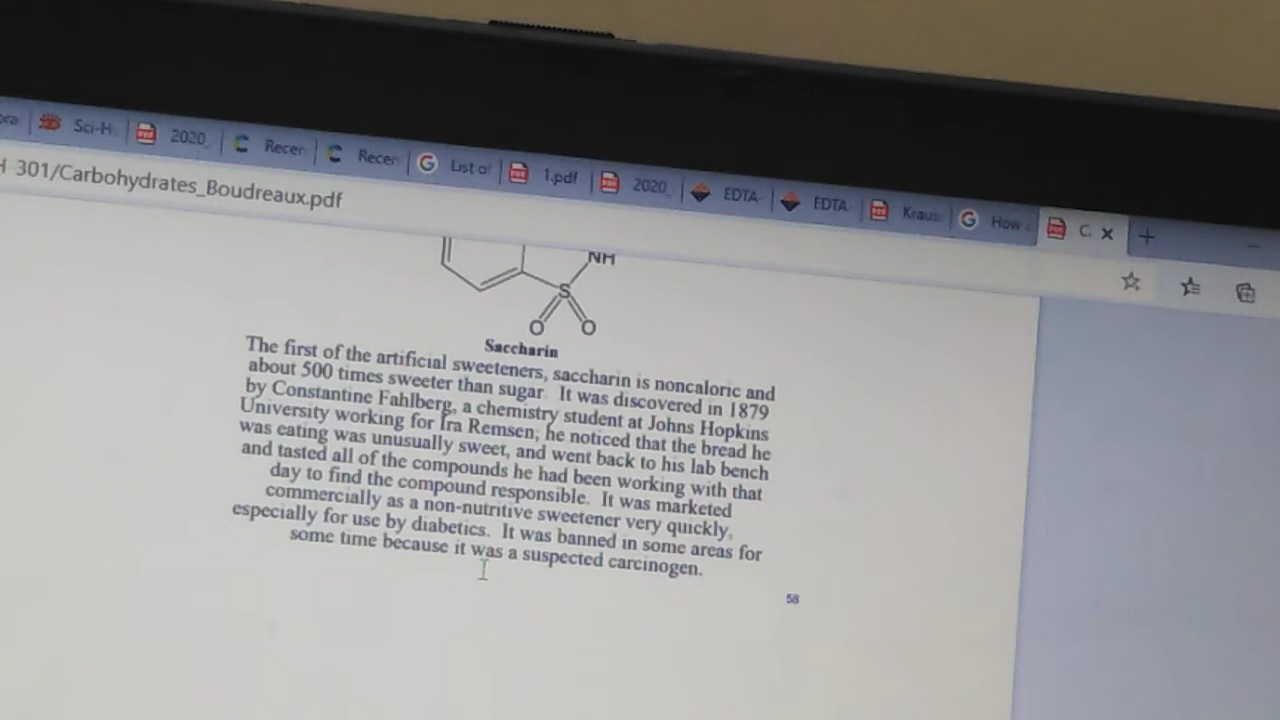 Sci-H
2020
Recen
Recen
List of
1.pdf
2020
EDTA-
EDTA
Kraus
How
C
301/Carbohydrates_Boudreaux.pdf
NH
S
O
O
Saccharin
The first of the artificial sweeteners, saccharin is noncaloric and
about 500 times sweeter than sugar. It was discovered in 1879
by Constantine Fahlberg, a chemistry student at Johns Hopkins
University working for Ira Remsen; he noticed that the bread he
was eating was unusually sweet, and went back to his lab bench
and tasted all of the compounds he had been working with that
day to find the compound responsible. It was marketed
commercially as a non-nutritive sweetener very quickly,
especially for use by diabetics. It was banned in some areas for
some time because it was a suspected carcinogen.
58